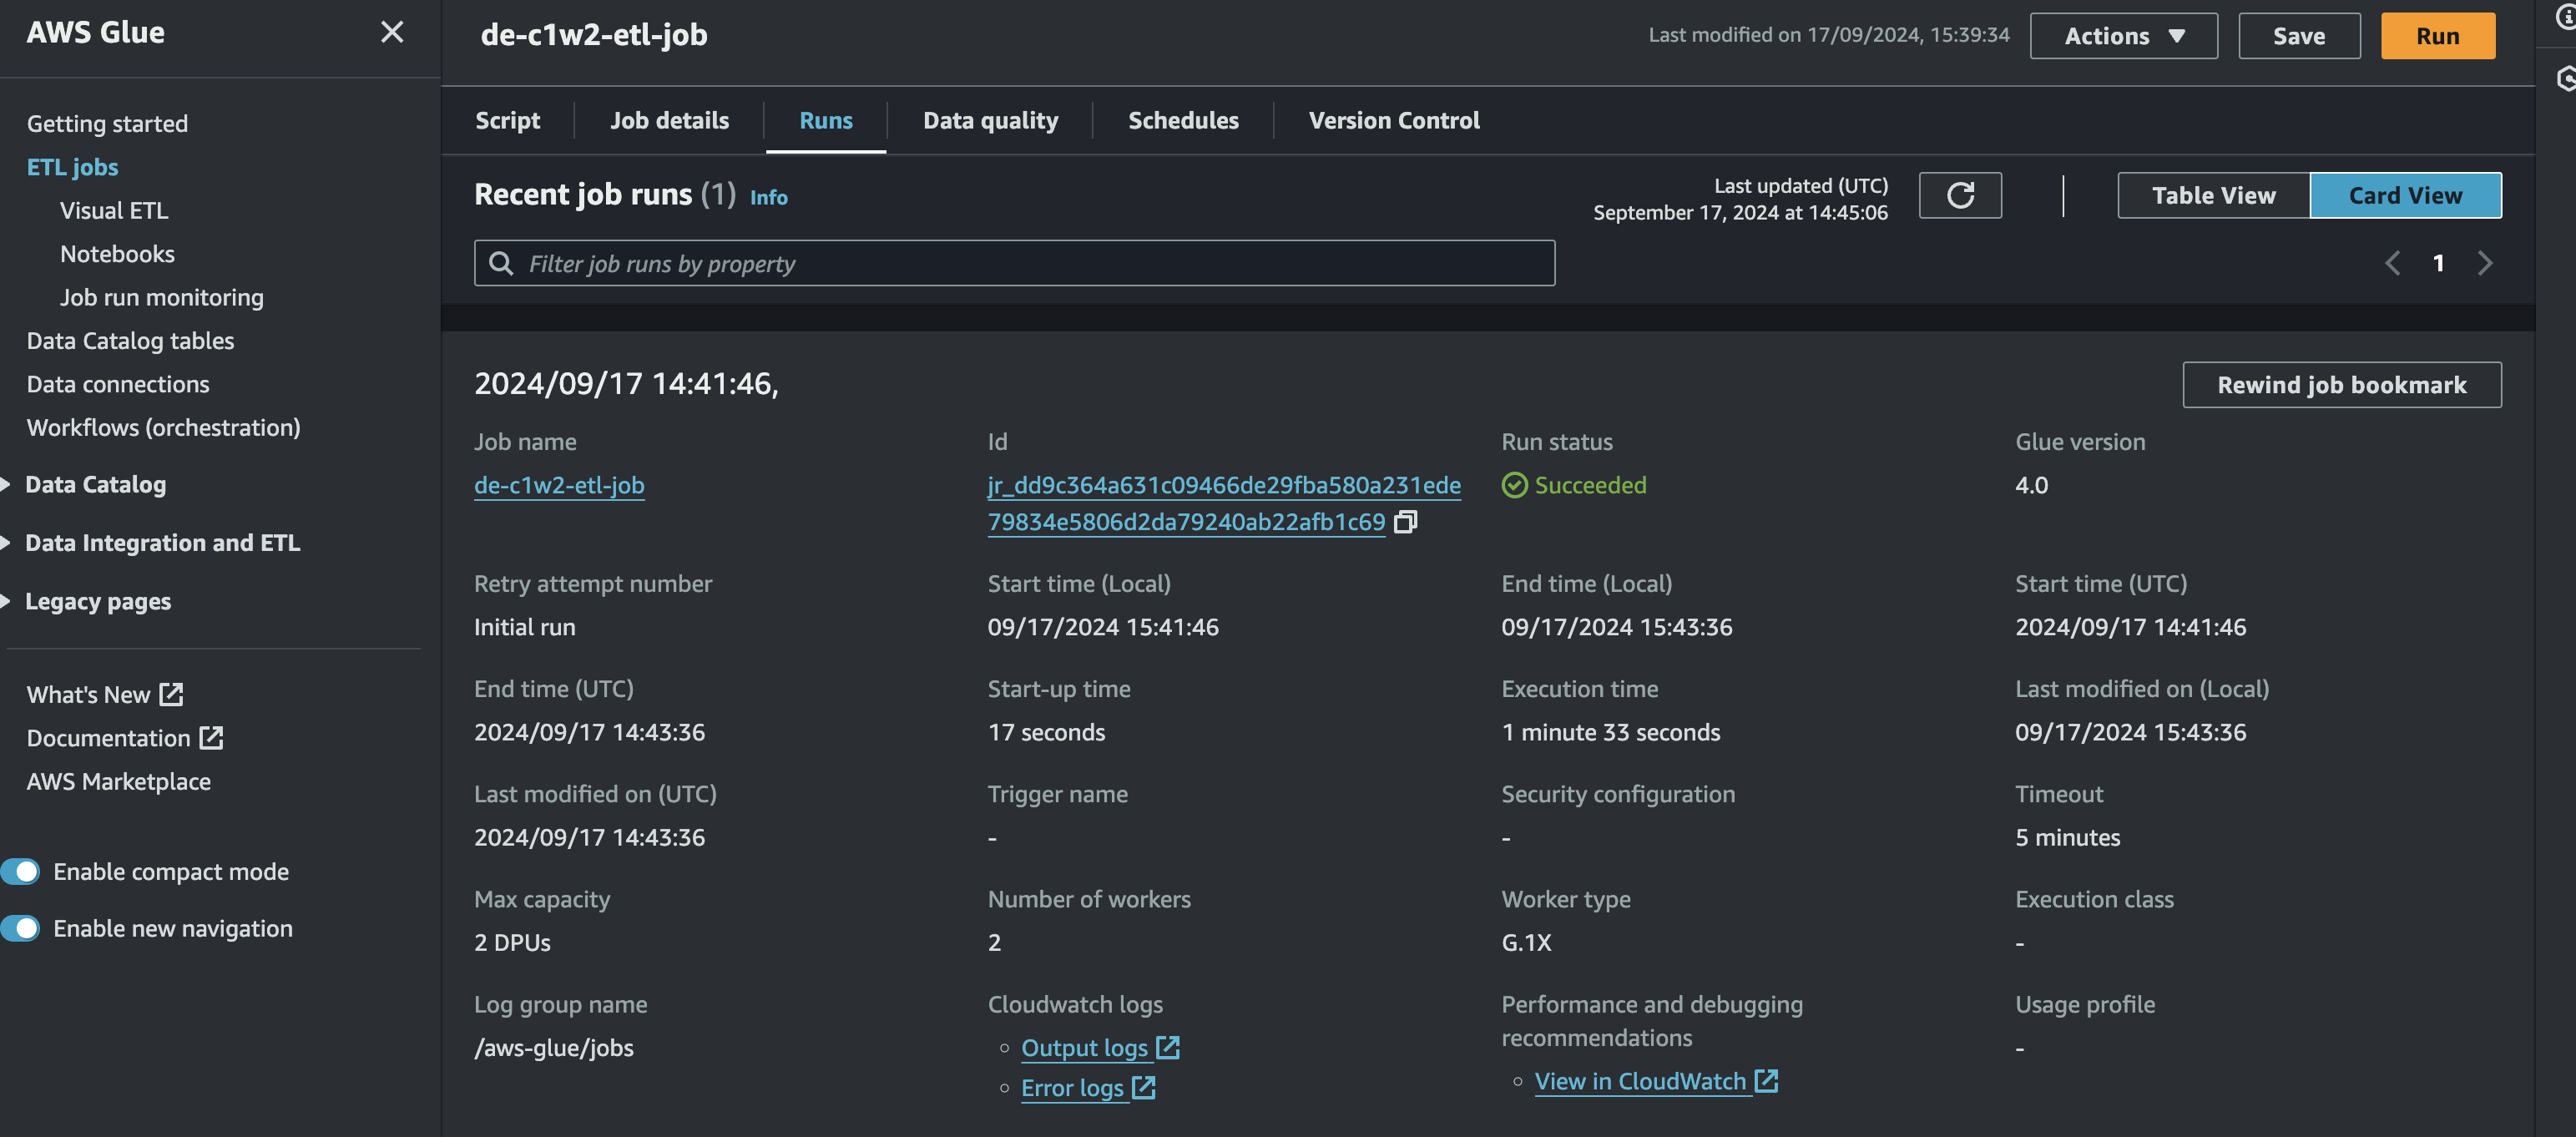 AWS Glue
Getting started
ETL jobs
Visual ETL
Notebooks
Job run monitoring
Data Catalog tables
Data connections
Workflows (orchestration)
Data Catalog
Data Integration and ETL
Legacy pages
What's New
Documentation
AWS Marketplace
Enable compact mode
Enable new navigation
de-c1w2-etl-job
Last modified on 17/09/2024, 15:39:34
Actions
Save
Run
Script
Job details
Runs
Data quality
Schedules
Version Control
Recent job runs (1) Info
Last updated (UTC)
September 17, 2024 at 14:45:06
Table View
Card View
Filter job runs by property
1
2024/09/17 14:41:46,
Rewind job bookmark
Job name
de-c1w2-etl-job
Id
jr_dd9c364a631c09466de29fba580a231ede
79834e5806d2da79240ab22afb1c69
Run status
Succeeded
Glue version
4.0
Retry attempt number
Initial run
Start time (Local)
09/17/2024 15:41:46
End time (Local)
09/17/2024 15:43:36
Start time (UTC)
2024/09/17 14:41:46
End time (UTC)
2024/09/17 14:43:36
Start-up time
17 seconds
Execution time
1 minute 33 seconds
Last modified on (Local)
09/17/2024 15:43:36
Last modified on (UTC)
2024/09/17 14:43:36
Trigger name
-
Security configuration
-
Timeout
5 minutes
Max capacity
2 DPUs
Number of workers
2
Worker type
G.1X
Execution class
-
Log group name
/aws-glue/jobs
Cloudwatch logs
Output logs
Error logs
Performance and debugging
recommendations
View in CloudWatch
Usage profile
-